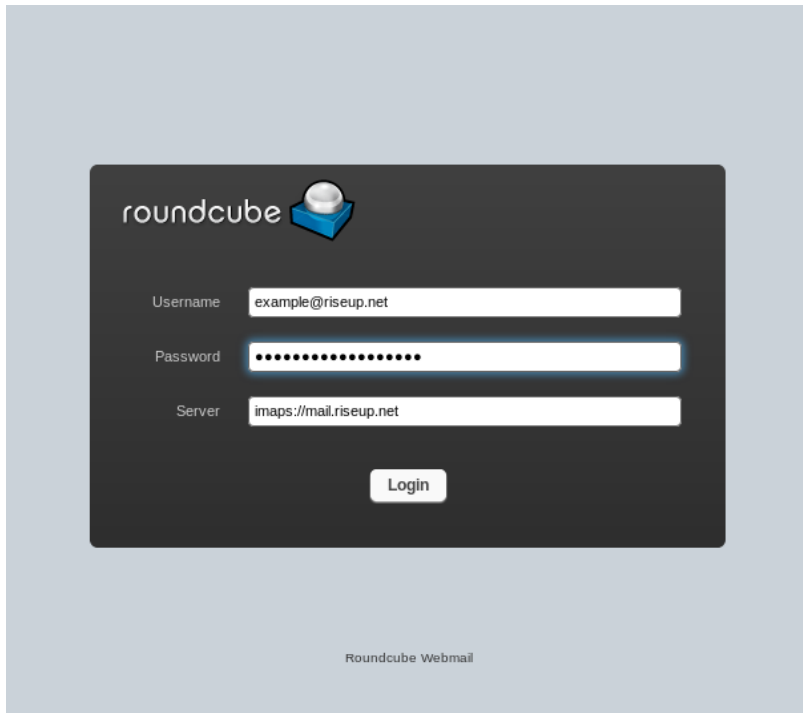 roundcube
Username example@riseup.net
Password ••••••••••••••••••
Server imaps://mail.riseup.net
Login
Roundcube Webmail